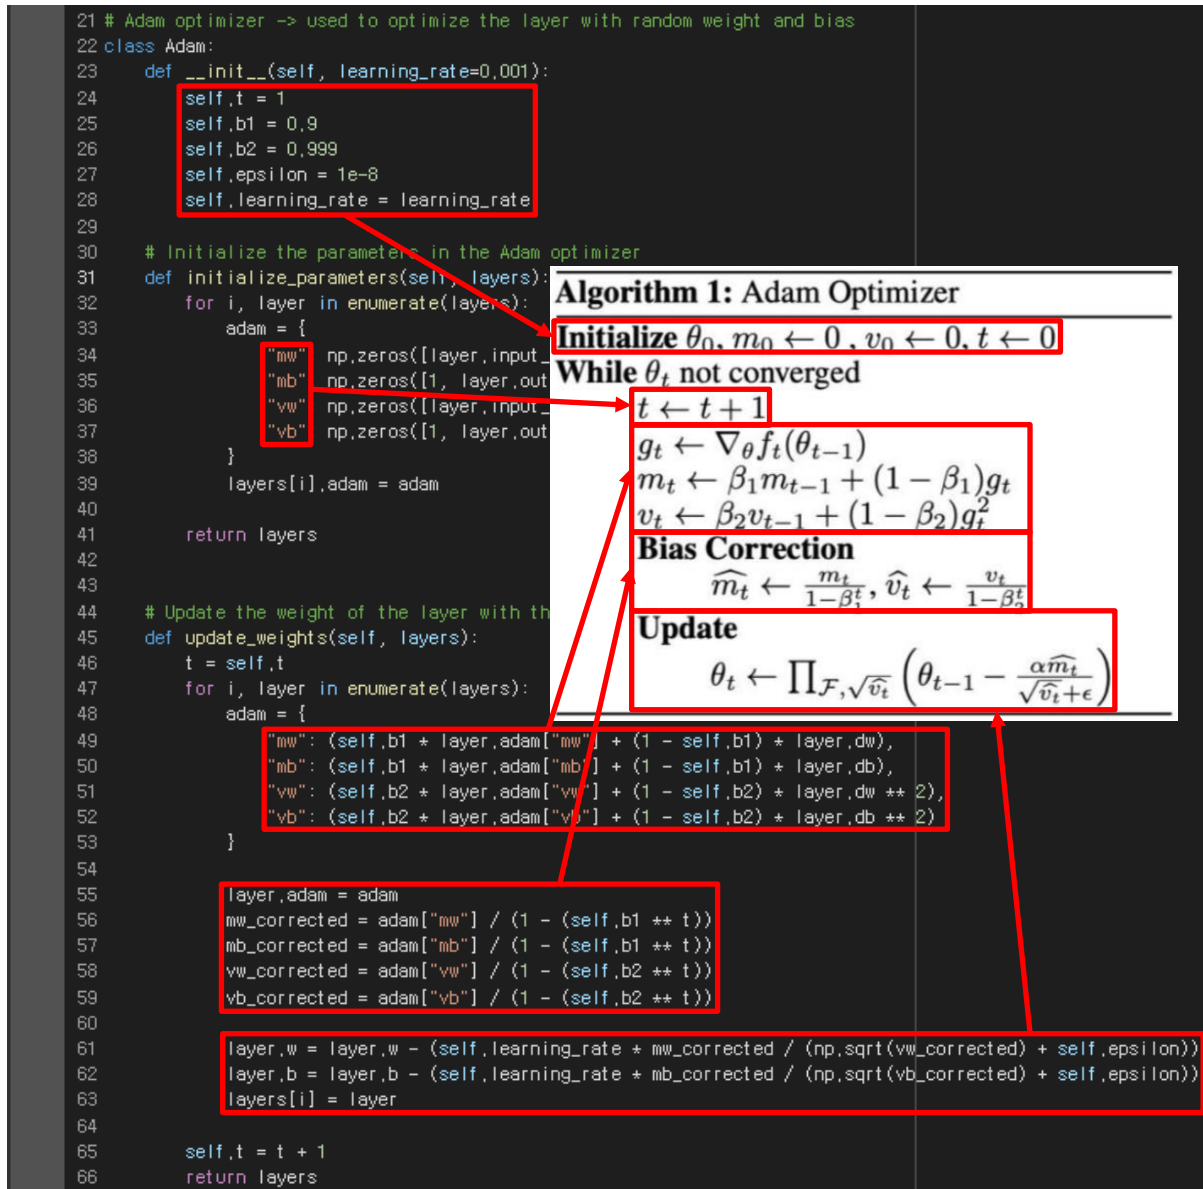 21 # Adam optimizer -> used to optimize the layer with random weight and bias
22 class Adam:
23     def __init__(self, learning_rate=0.001):
24         self.t = 1
25         self.b1 = 0.9
26         self.b2 = 0.999
27         self.epsilon = 1e-8
28         self.learning_rate = learning_rate
29
30     # Initialize the parameters in the Adam optimizer
31     def initialize_parameters(self, layers):
32         for i, layer in enumerate(layers):
33             adam = {
34                 "mw": np.zeros([layer.input_
35                 "mb": np.zeros([1, layer.out
36                 "vw": np.zeros([layer.input_
37                 "vb": np.zeros([1, layer.out
38             }
39             layers[i].adam = adam
40
41         return layers
42
43
44     # Update the weight of the layer with th
45     def update_weights(self, layers):
46         t = self.t
47         for i, layer in enumerate(layers):
48             adam = {
49                 "mw": (self.b1 * layer.adam["mw"] + (1 - self.b1) * layer.dw),
50                 "mb": (self.b1 * layer.adam["mb"] + (1 - self.b1) * layer.db),
51                 "vw": (self.b2 * layer.adam["vw"] + (1 - self.b2) * layer.dw ** 2),
52                 "vb": (self.b2 * layer.adam["vb"] + (1 - self.b2) * layer.db ** 2)
53             }
54
55             layer.adam = adam
56             mw_corrected = adam["mw"] / (1 - (self.b1 ** t))
57             mb_corrected = adam["mb"] / (1 - (self.b1 ** t))
58             vw_corrected = adam["vw"] / (1 - (self.b2 ** t))
59             vb_corrected = adam["vb"] / (1 - (self.b2 ** t))
60
61             layer.w = layer.w - (self.learning_rate * mw_corrected / (np.sqrt(vw_corrected) + self.epsilon))
62             layer.b = layer.b - (self.learning_rate * mb_corrected / (np.sqrt(vb_corrected) + self.epsilon))
63             layers[i] = layer
64
65         self.t = t + 1
66         return layers
Algorithm 1: Adam Optimizer
Initialize θ₀, m₀ ← 0 , v₀ ← 0, t ← 0
While θₜ not converged
t ← t + 1
gₜ ← ∇_θ fₜ(θₜ₋₁)
mₜ ← β₁mₜ₋₁ + (1 − β₁)gₜ
vₜ ← β₂vₜ₋₁ + (1 − β₂)gₜ²
Bias Correction
m̂ₜ ← mₜ/(1−β₁ᵗ), v̂ₜ ← vₜ/(1−β₂ᵗ)
Update
θₜ ← ∏_{F,√v̂ₜ} (θₜ₋₁ − αm̂ₜ/(√v̂ₜ+ϵ))